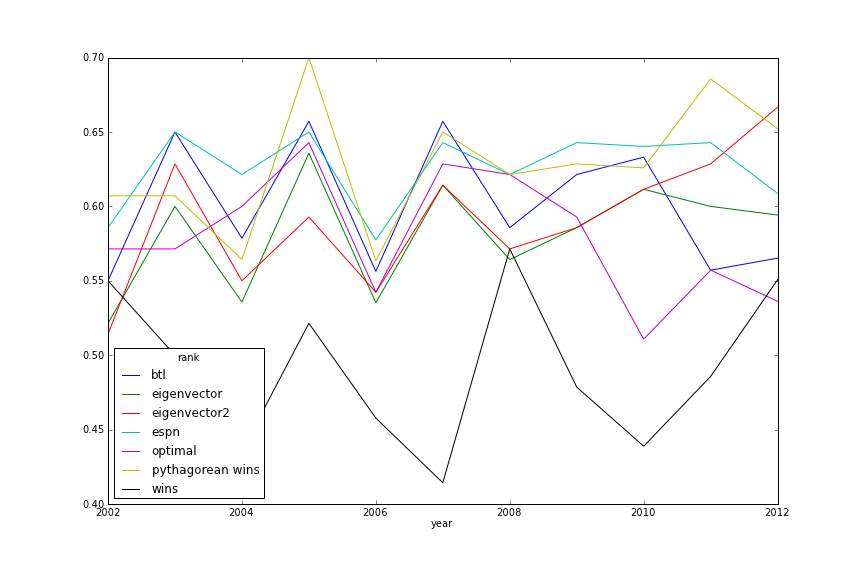 0.70
0.65
0.60
0.55
0.50
0.45
0.40
rank
btl
eigenvector
eigenvector2
espn
optimal
pythagorean wins
wins
2002 2004 2006 2008 2010 2012
year